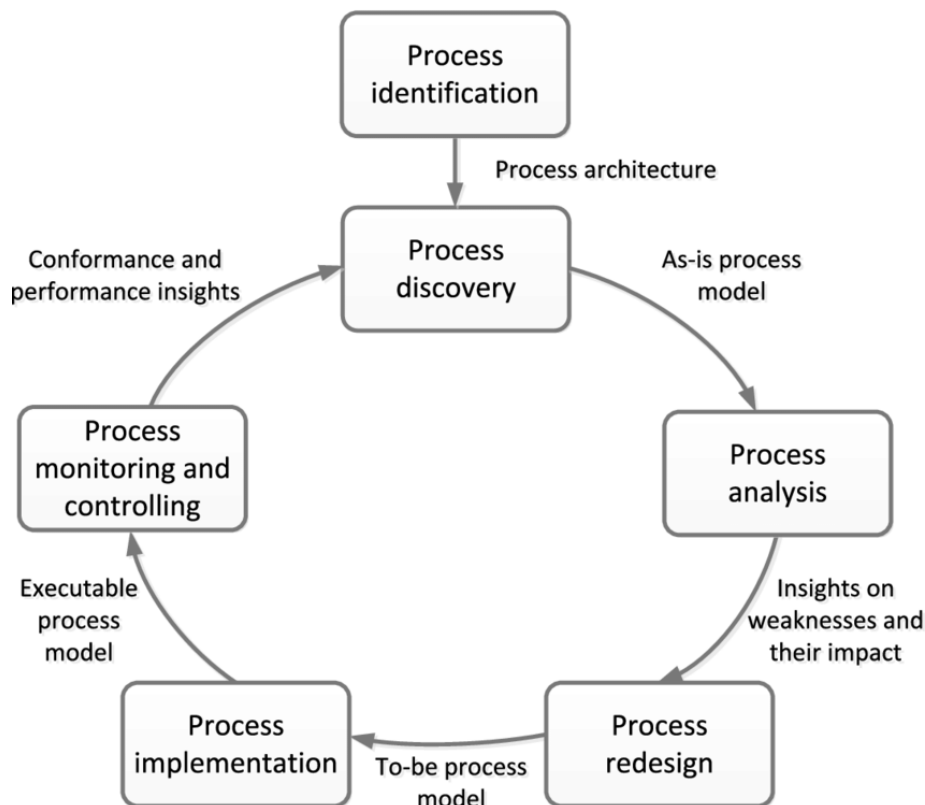 Process
identification
Process architecture
Process
discovery
As-is process
model
Process
analysis
Insights on
weaknesses and
their impact
Process
redesign
To-be process
model
Process
implementation
Executable
process
model
Process
monitoring and
controlling
Conformance and
performance insights